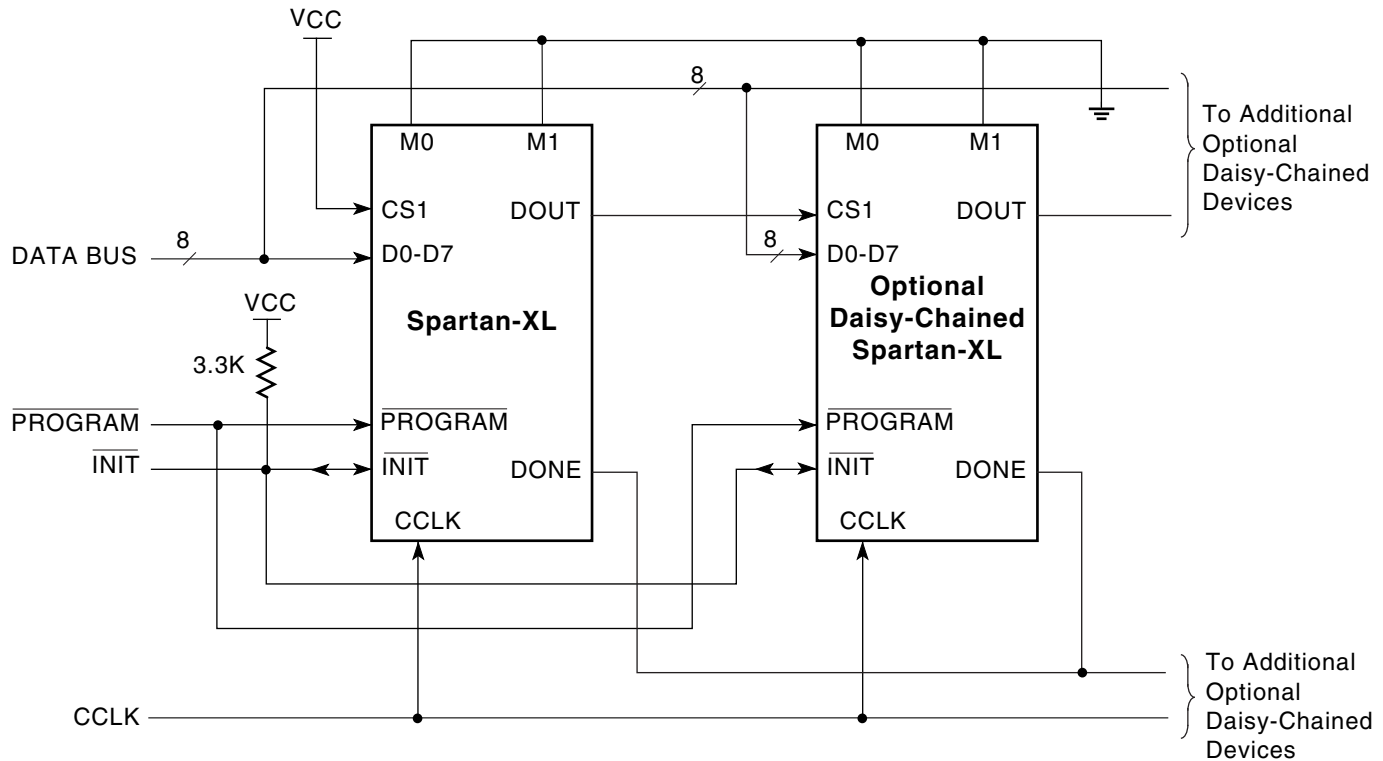 VCC
8
M0
M1
M0
M1
To Additional
Optional
Daisy-Chained
Devices
CS1
DOUT
CS1
DOUT
DATA BUS
8
D0-D7
8
D0-D7
VCC
3.3K
Spartan-XL
Optional
Daisy-Chained
Spartan-XL
PROGRAM
PROGRAM
PROGRAM
INIT
INIT
DONE
INIT
DONE
CCLK
CCLK
To Additional
Optional
Daisy-Chained
Devices
CCLK